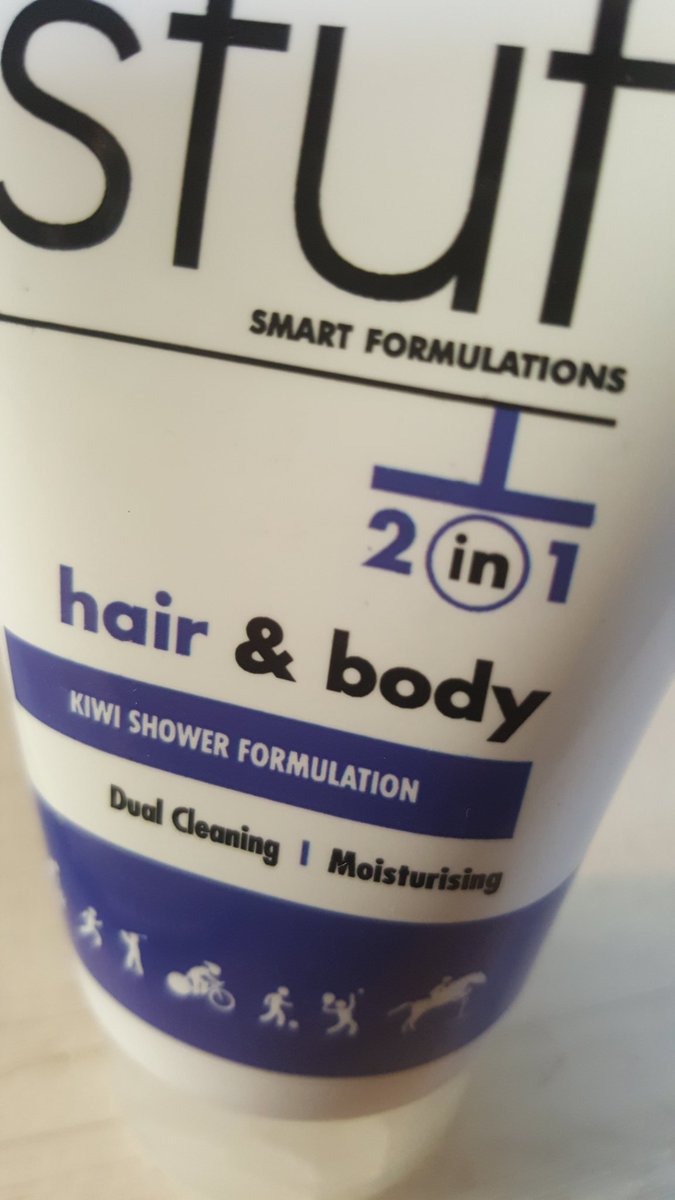 stuf
SMART FORMULATIONS
2 in 1
hair & body
KIWI SHOWER FORMULATION
Dual Cleaning | Moisturising